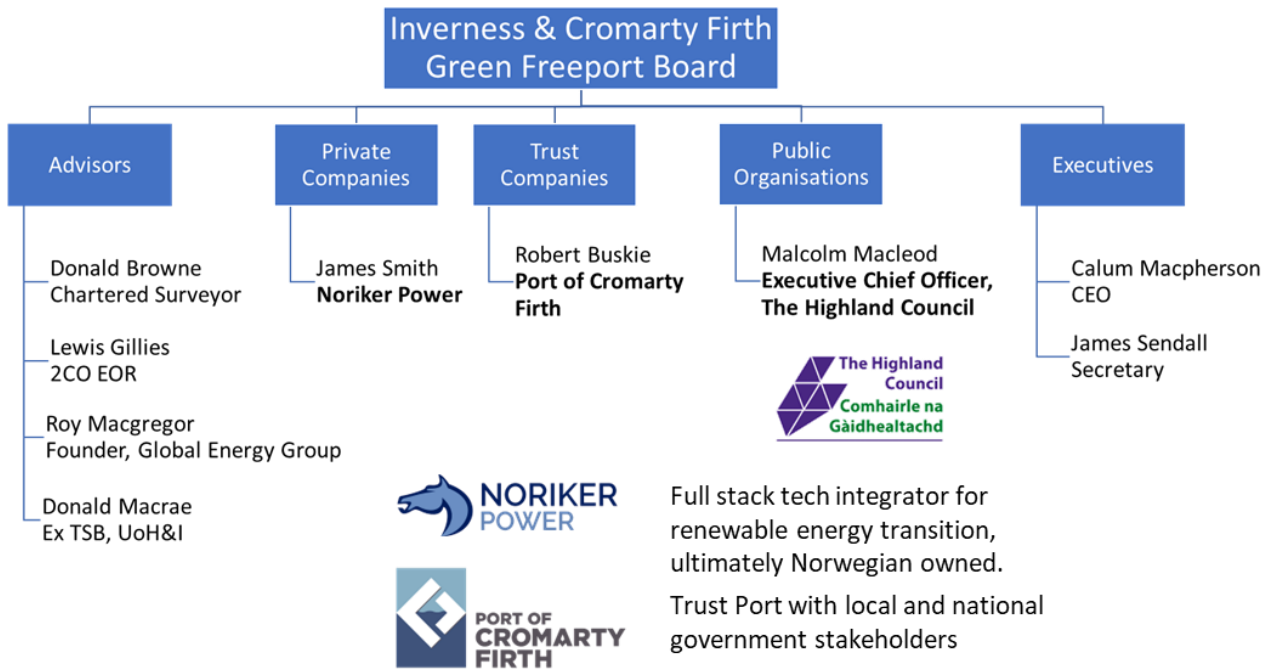 Inverness & Cromarty Firth
Green Freeport Board
Advisors
Private
Companies
Trust
Companies
Public
Organisations
Executives
Donald Browne
Chartered Surveyor
Lewis Gillies
2CO EOR
Roy Macgregor
Founder, Global Energy Group
Donald Macrae
Ex TSB, UoH&I
James Smith
Noriker Power
Robert Buskie
Port of Cromarty
Firth
Malcolm Macleod
Executive Chief Officer,
The Highland Council
Calum Macpherson
CEO
James Sendall
Secretary
The Highland
Council
Comhairle na
Gàidhealtachd
NORIKER
POWER
Full stack tech integrator for
renewable energy transition,
ultimately Norwegian owned.
PORT OF
CROMARTY
FIRTH
Trust Port with local and national
government stakeholders